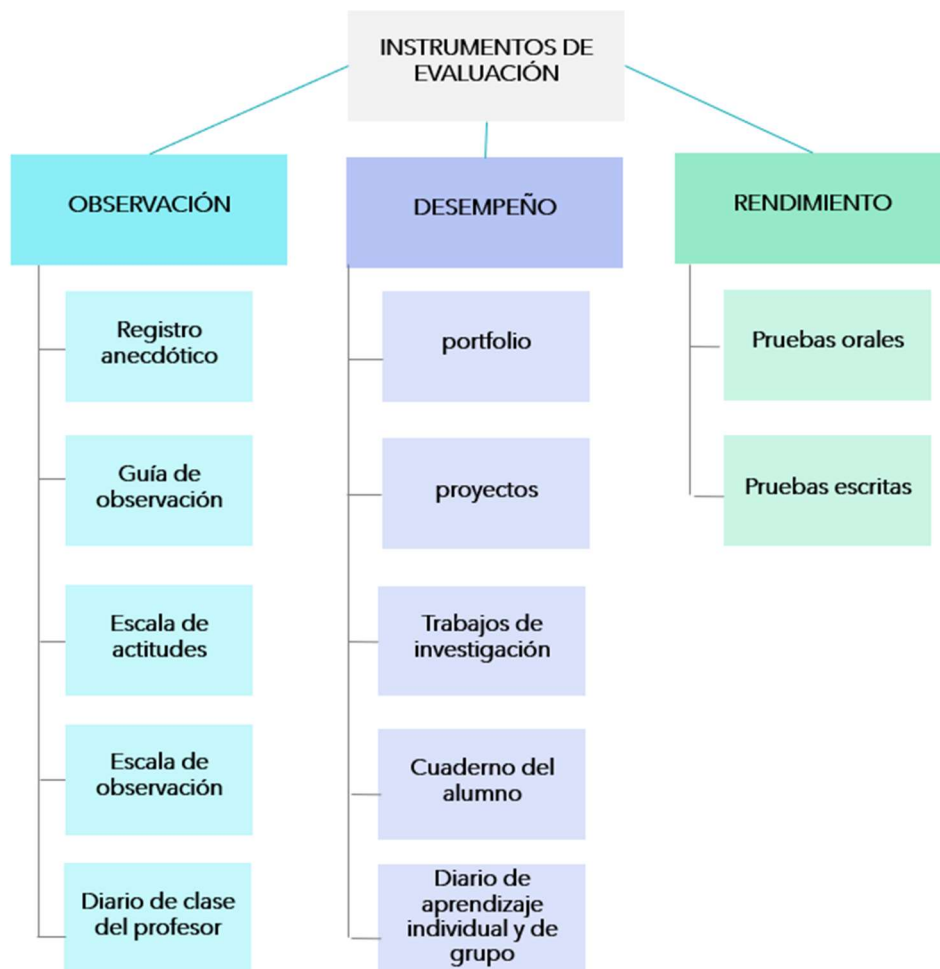 INSTRUMENTOS DE
EVALUACIÓN
OBSERVACIÓN
Registro
anecdótico
Guía de
observación
Escala de
actitudes
Escala de
observación
Diario de clase
del profesor
DESEMPEÑO
portfolio
proyectos
Trabajos de
investigación
Cuaderno del
alumno
Diario de
aprendizaje
individual y de
grupo
RENDIMIENTO
Pruebas orales
Pruebas escritas